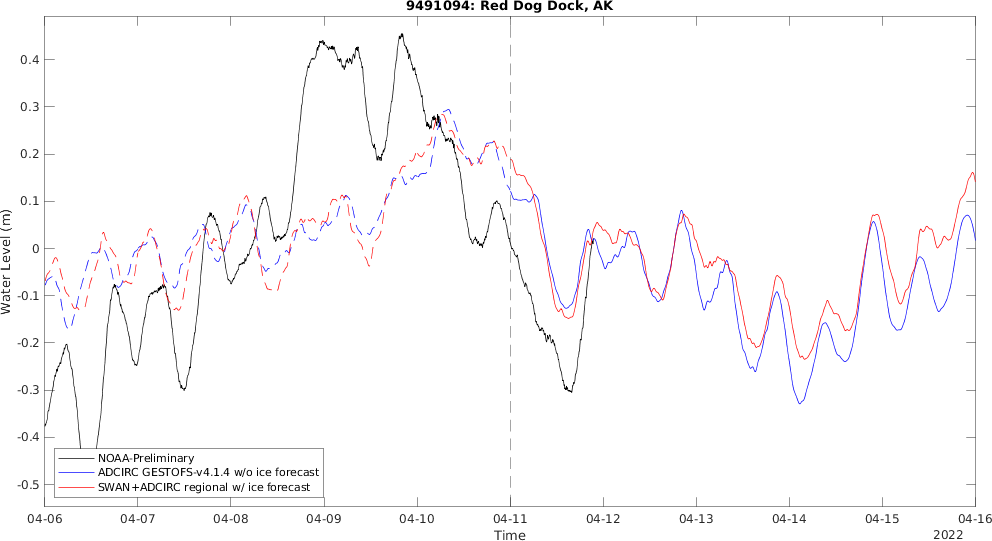 9491094: Red Dog Dock, AK
Water Level (m)
0.4
0.3
0.2
0.1
0
-0.1
-0.2
-0.3
-0.4
-0.5
NOAA-Preliminary
ADCIRC GESTOFS-v4.1.4 w/o ice forecast
SWAN+ADCIRC regional w/ ice forecast
04-06 04-07 04-08 04-09 04-10 04-11 04-12 04-13 04-14 04-15 04-16
Time
2022